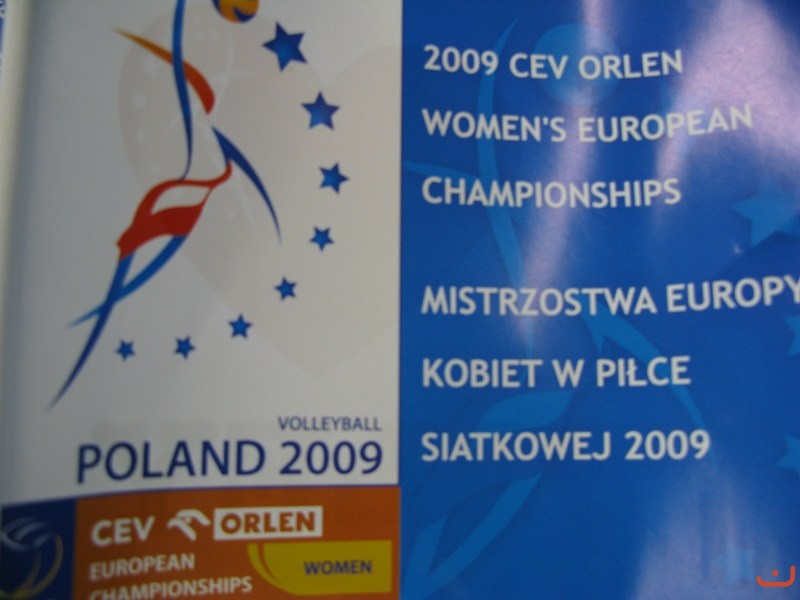 VOLLEYBALL
POLAND 2009
CEV ORLEN
EUROPEAN
CHAMPIONSHIPS
WOMEN
2009 CEV ORLEN
WOMEN'S EUROPEAN
CHAMPIONSHIPS
MISTRZOSTWA EUROPY
KOBIET W PIŁCE
SIATKOWEJ 2009